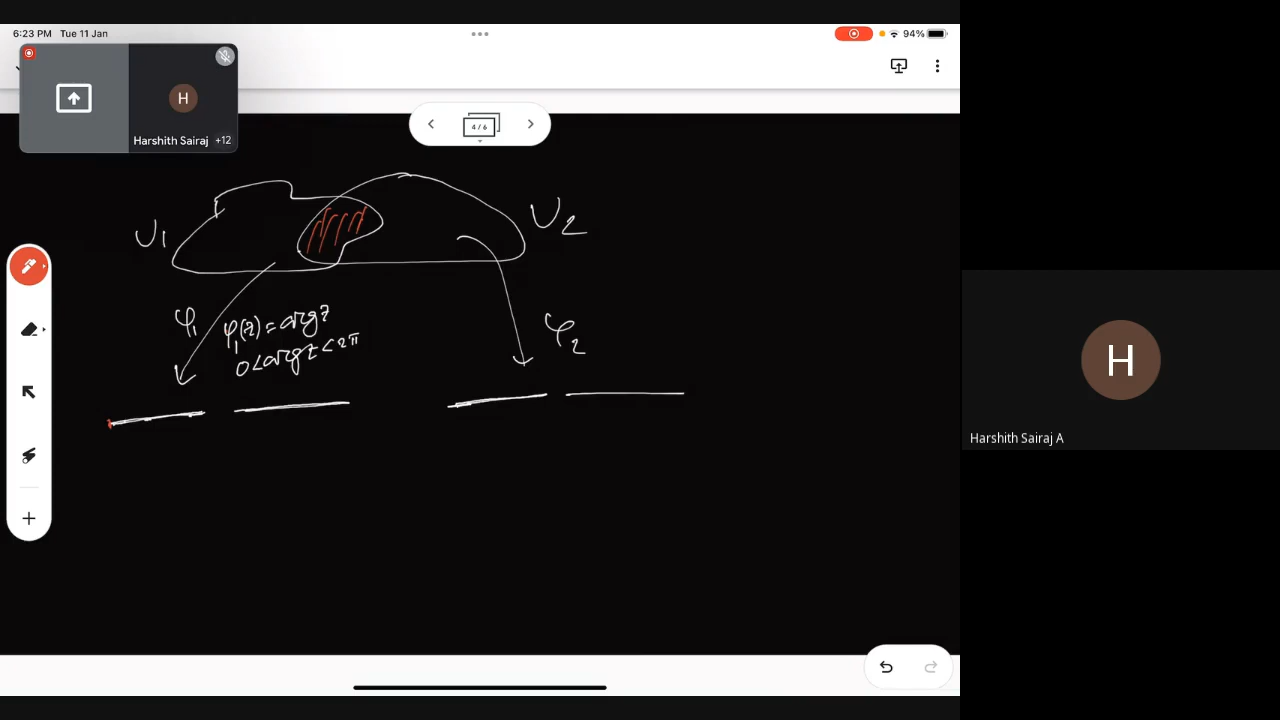 6:23 PM Tue 11 Jan
94%
H
Harshith Sairaj +12
4 / 6
U1
U2
φ1
φ1(z) = arg z
0 < arg z < 2π
φ2
H
Harshith Sairaj A